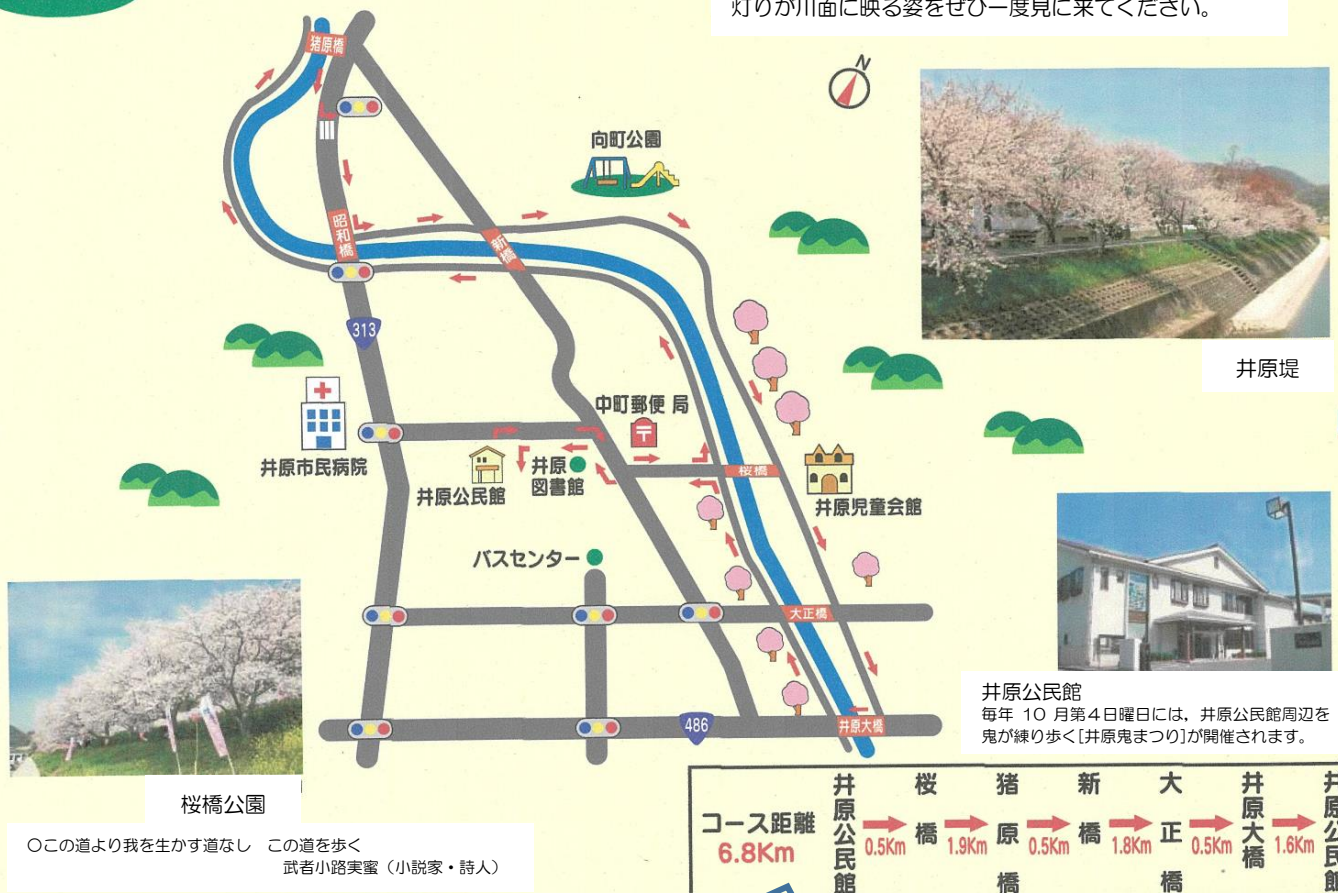 灯りが川面に映る姿をぜひ一度見に来てください。
猪原橋
N
向町公園
昭和橋
新橋
313
井原堤
中町郵便局
井原市民病院
井原公民館
井原図書館
桜橋
井原児童会館
バスセンター
大正橋
486
井原大橋
井原公民館
毎年 10 月第4日曜日には，井原公民館周辺を
鬼が練り歩く[井原鬼まつり]が開催されます。
桜橋公園
○この道より我を生かす道なし　この道を歩く
武者小路実蜜（小説家・詩人）
コース距離
6.8Km
井原公民館 0.5Km 桜橋 1.9Km 猪原橋 0.5Km 新橋 1.8Km 大正橋 0.5Km 井原大橋 1.6Km 井原公民館